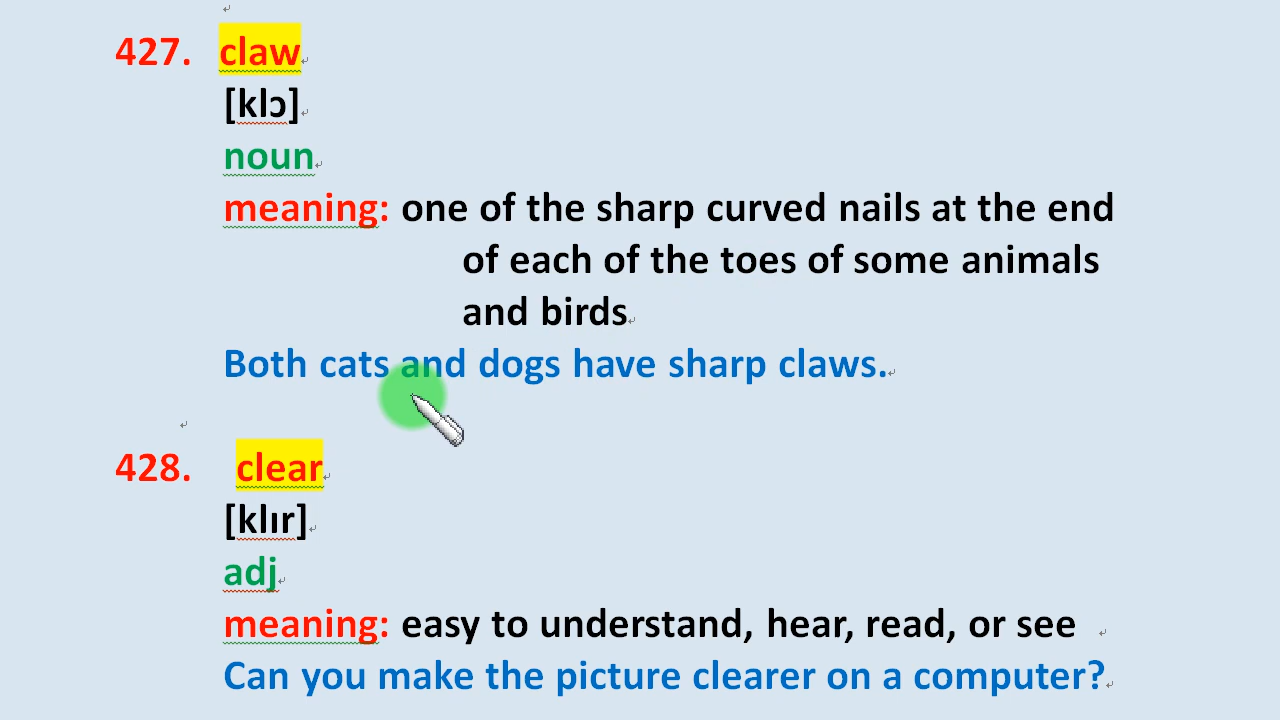 427. claw
[klɔ]
noun
meaning: one of the sharp curved nails at the end
of each of the toes of some animals
and birds
Both cats and dogs have sharp claws.
428. clear
[klır]
adj
meaning: easy to understand, hear, read, or see
Can you make the picture clearer on a computer?